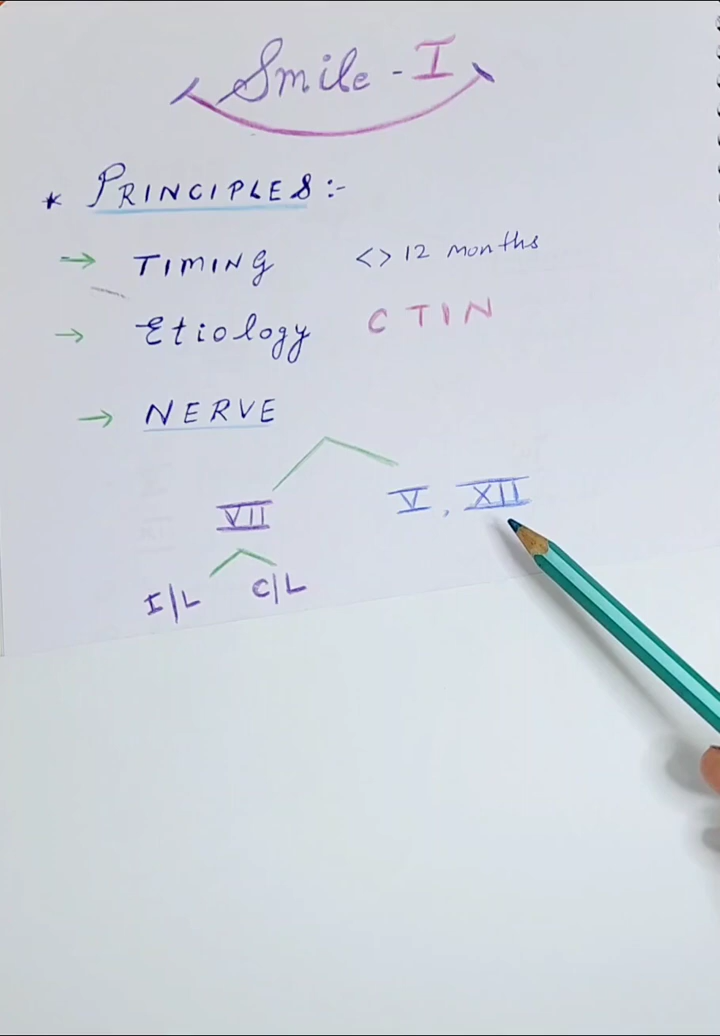 Smile - I
* PRINCIPLES :-
→ TIMING <> 12 months
→ Etiology CTIN
→ NERVE
VII V, XII
I/L C/L